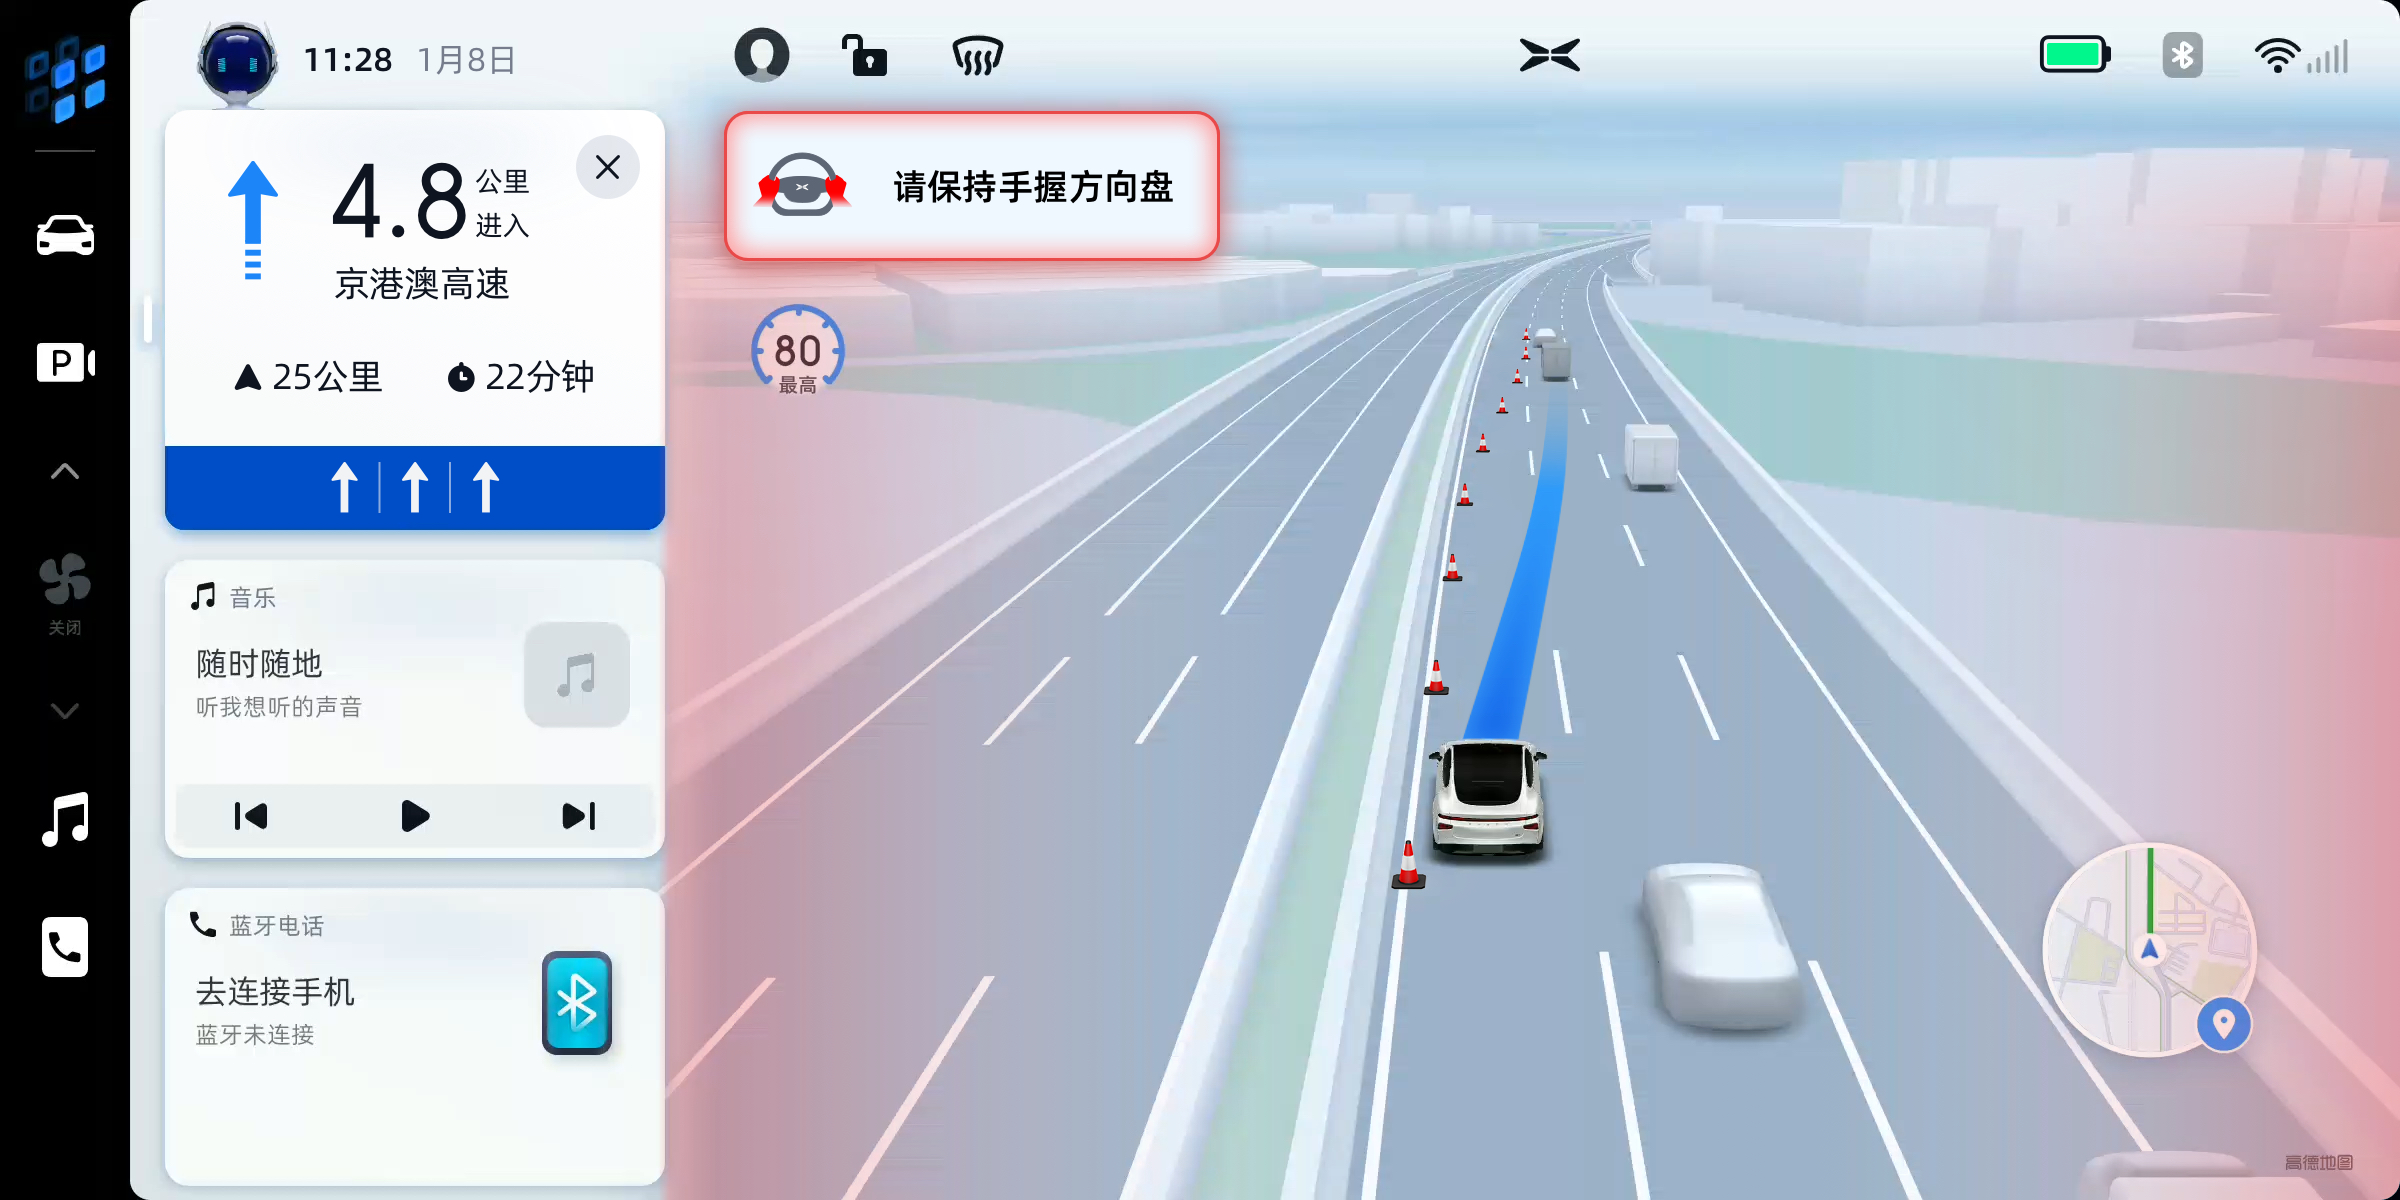 11:28 1月8日
4.8 公里
进入
京港澳高速
25公里 22分钟
请保持手握方向盘
80
最高
P
关闭
音乐
随时随地
听我想听的声音
蓝牙电话
去连接手机
蓝牙未连接
高德地图